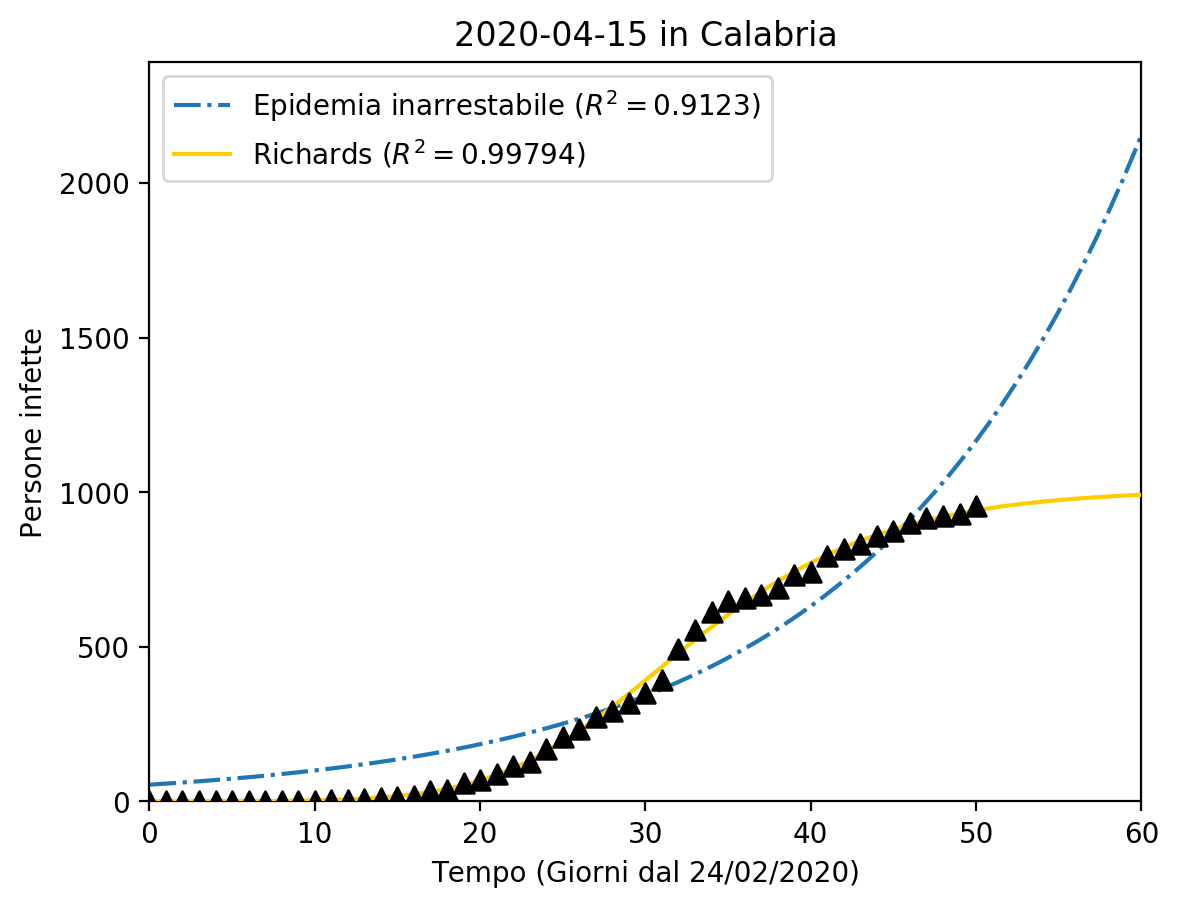 2020-04-15 in Calabria
Epidemia inarrestabile (R² = 0.9123)
Richards (R² = 0.99794)
Persone infette
2000
1500
1000
500
0
0 10 20 30 40 50 60
Tempo (Giorni dal 24/02/2020)